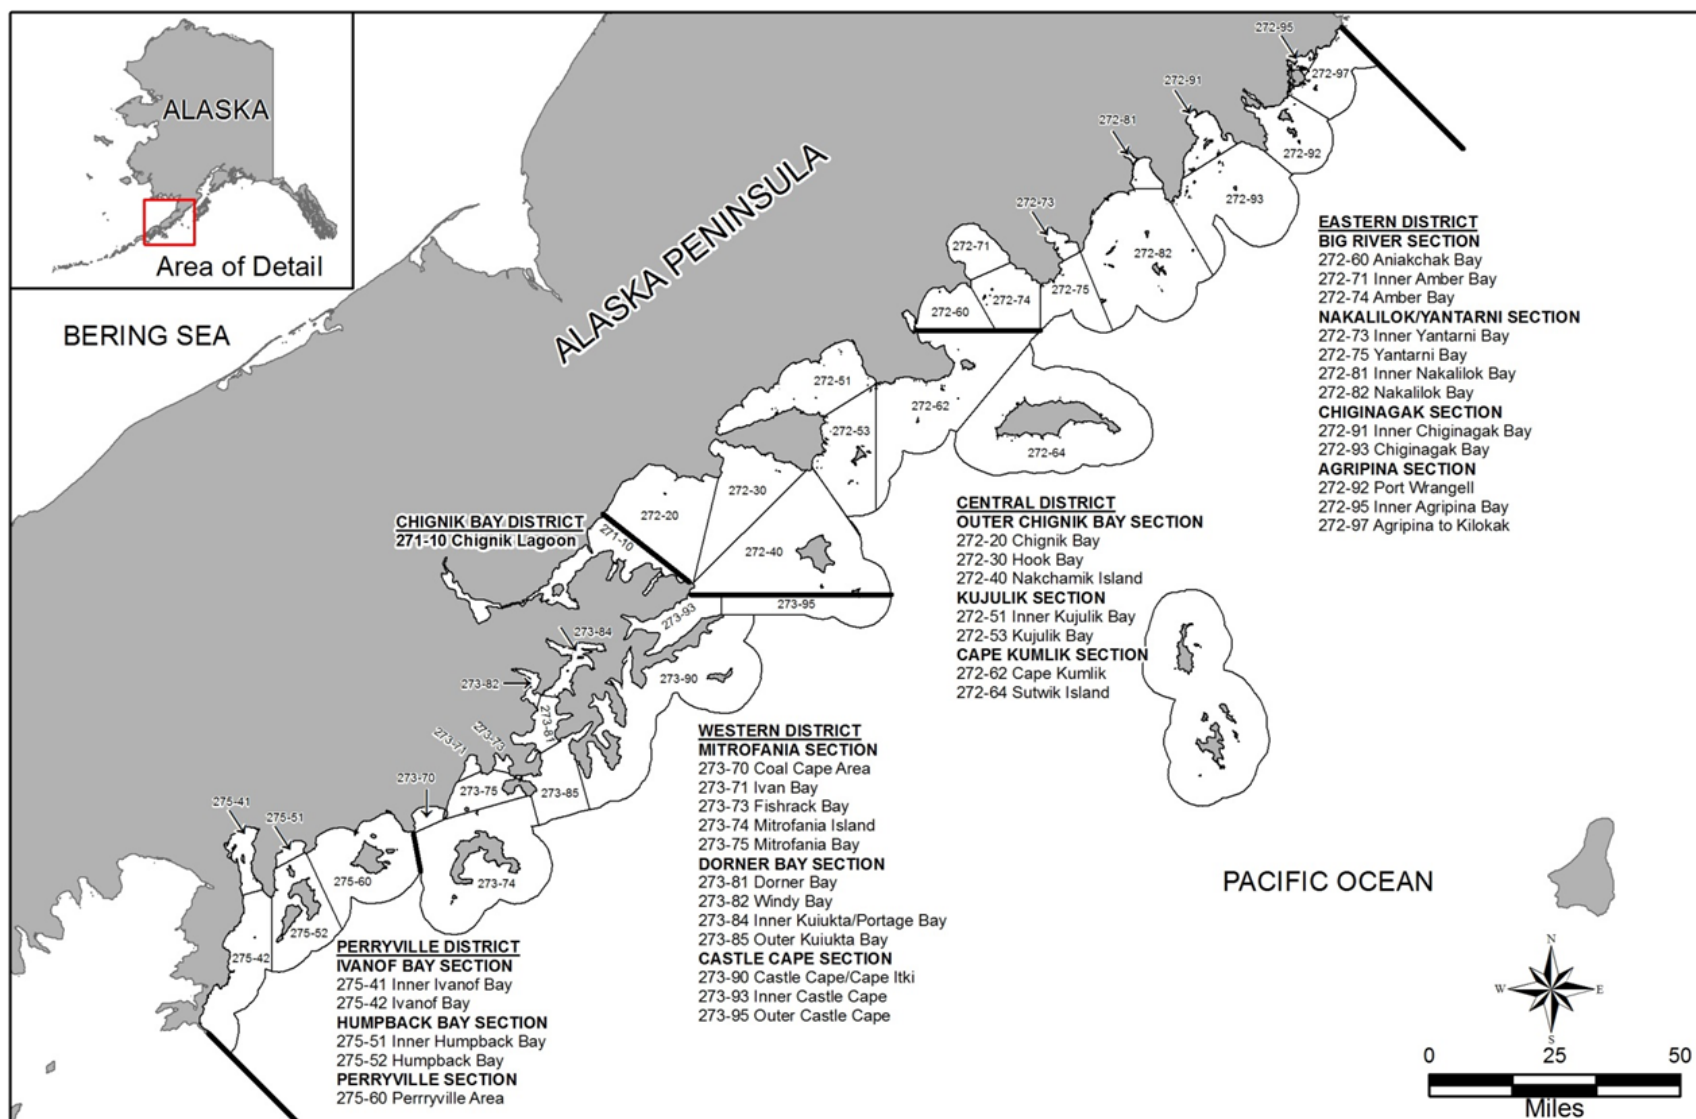 ALASKA
Area of Detail
BERING SEA
ALASKA PENINSULA
PACIFIC OCEAN
272-95
272-97
272-91
272-81
272-92
272-93
272-73
272-71
272-82
272-74
272-75
272-60
272-51
272-62
272-53
272-64
272-30
272-20
271-10
272-40
273-95
273-93
273-84
273-90
273-82
273-81
273-73
273-71
273-70
273-75
273-85
273-74
275-41
275-51
275-60
275-52
275-42
CHIGNIK BAY DISTRICT
271-10 Chignik Lagoon
EASTERN DISTRICT
BIG RIVER SECTION
272-60 Aniakchak Bay
272-71 Inner Amber Bay
272-74 Amber Bay
NAKALILOK/YANTARNI SECTION
272-73 Inner Yantarni Bay
272-75 Yantarni Bay
272-81 Inner Nakalilok Bay
272-82 Nakalilok Bay
CHIGINAGAK SECTION
272-91 Inner Chiginagak Bay
272-93 Chiginagak Bay
AGRIPINA SECTION
272-92 Port Wrangell
272-95 Inner Agripina Bay
272-97 Agripina to Kilokak
CENTRAL DISTRICT
OUTER CHIGNIK BAY SECTION
272-20 Chignik Bay
272-30 Hook Bay
272-40 Nakchamik Island
KUJULIK SECTION
272-51 Inner Kujulik Bay
272-53 Kujulik Bay
CAPE KUMLIK SECTION
272-62 Cape Kumlik
272-64 Sutwik Island
WESTERN DISTRICT
MITROFANIA SECTION
273-70 Coal Cape Area
273-71 Ivan Bay
273-73 Fishrack Bay
273-74 Mitrofania Island
273-75 Mitrofania Bay
DORNER BAY SECTION
273-81 Dorner Bay
273-82 Windy Bay
273-84 Inner Kuiukta/Portage Bay
273-85 Outer Kuiukta Bay
CASTLE CAPE SECTION
273-90 Castle Cape/Cape Itki
273-93 Inner Castle Cape
273-95 Outer Castle Cape
PERRYVILLE DISTRICT
IVANOF BAY SECTION
275-41 Inner Ivanof Bay
275-42 Ivanof Bay
HUMPBACK BAY SECTION
275-51 Inner Humpback Bay
275-52 Humpback Bay
PERRYVILLE SECTION
275-60 Perrryville Area
N
W E
S
0 25 50
Miles